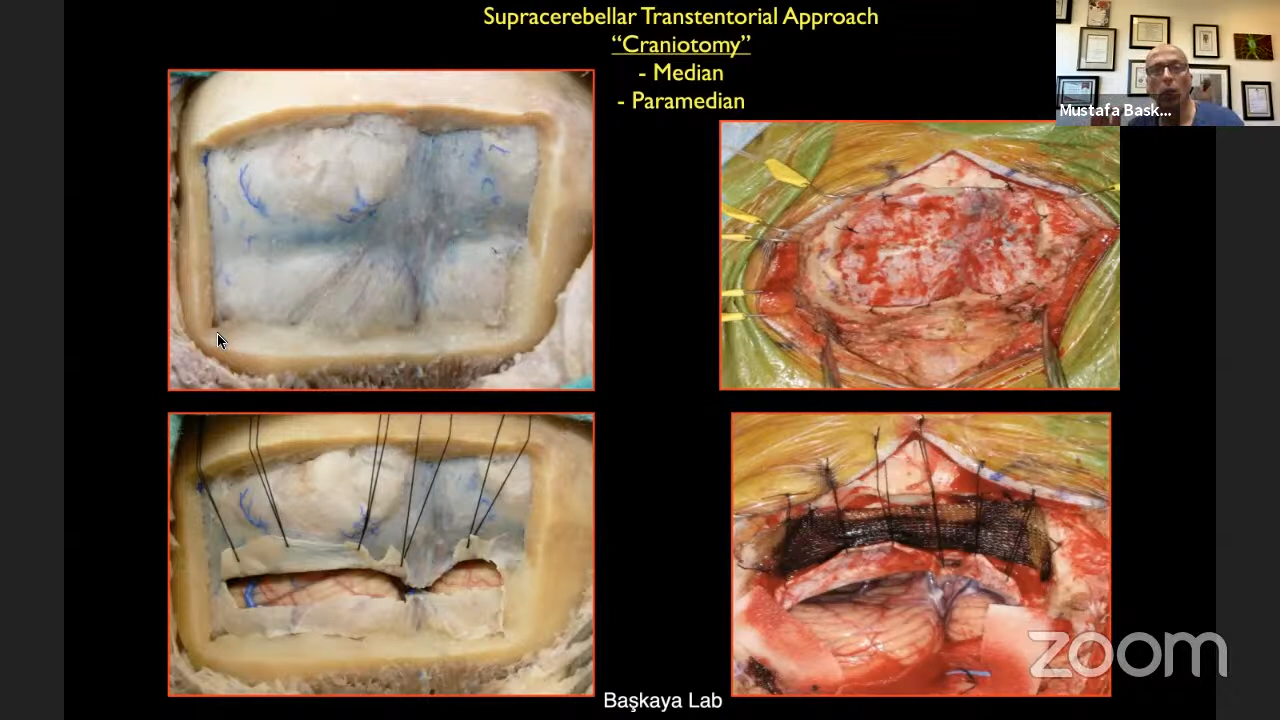 Supracerebellar Transtentorial Approach
“Craniotomy”
- Median
- Paramedian
Mustafa Bask...
Başkaya Lab
zoom